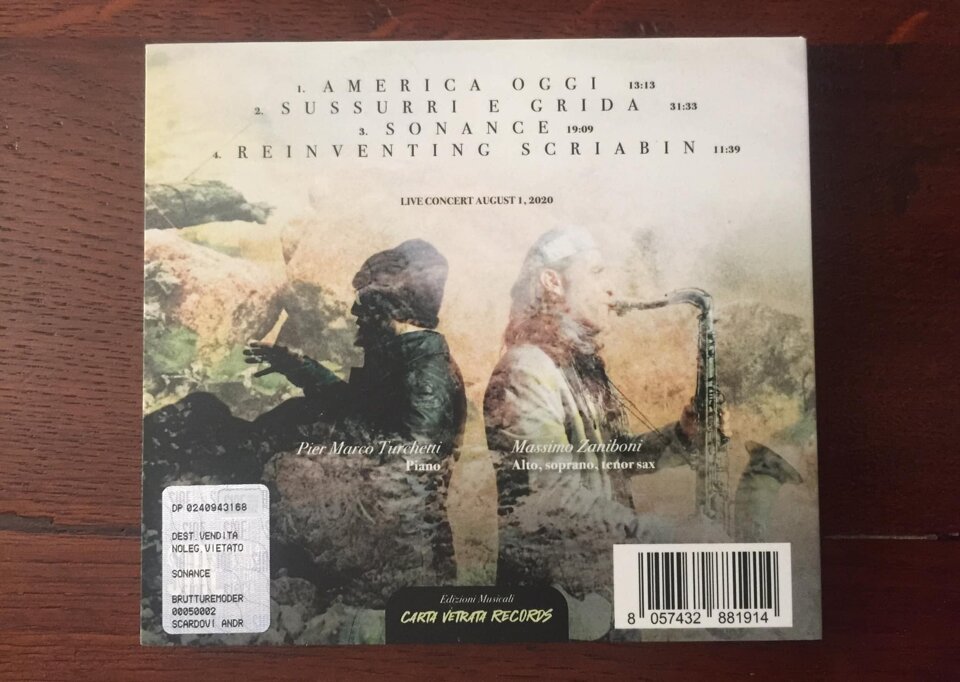 1. AMERICA OGGI 13:13
2. SUSSURRI E GRIDA 31:33
3. SONANCE 19:09
4. REINVENTING SCRIABIN 11:39
LIVE CONCERT AUGUST 1, 2020
Pier Marco Turchetti
Piano
Massimo Zaniboni
Alto, soprano, tenor sax
DP 0240943168
DEST.VENDITA
NOLEG.VIETATO
SONANCE
BRUTTUREMODER
00050002
SCARDOVI ANDR
Edizioni Musicali
CARTA VETRATA RECORDS
8 057432 881914